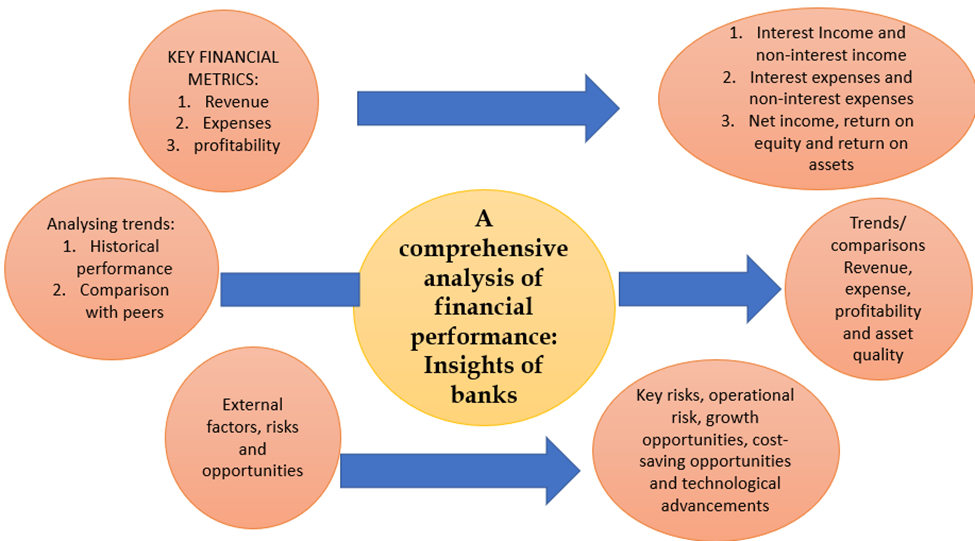 KEY FINANCIAL
METRICS:
1. Revenue
2. Expenses
3. profitability
1. Interest Income and
non-interest income
2. Interest expenses and
non-interest expenses
3. Net income, return on
equity and return on
assets
Analysing trends:
1. Historical
performance
2. Comparison
with peers
A
comprehensive
analysis of
financial
performance:
Insights of
banks
Trends/
comparisons
Revenue,
expense,
profitability
and asset
quality
External
factors, risks
and
opportunities
Key risks, operational
risk, growth
opportunities, cost-
saving opportunities
and technological
advancements